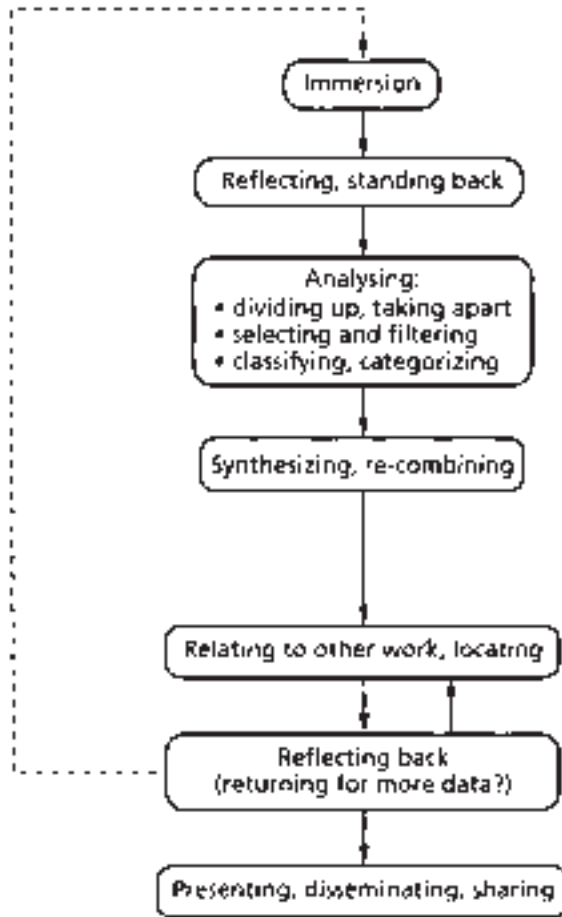 Immersion
Reflecting, standing back
Analysing:
• dividing up, taking apart
• selecting and filtering
• classifying, categorizing
Synthesizing, re-combining
Relating to other work, locating
Reflecting back
(returning for more data?)
Presenting, disseminating, sharing